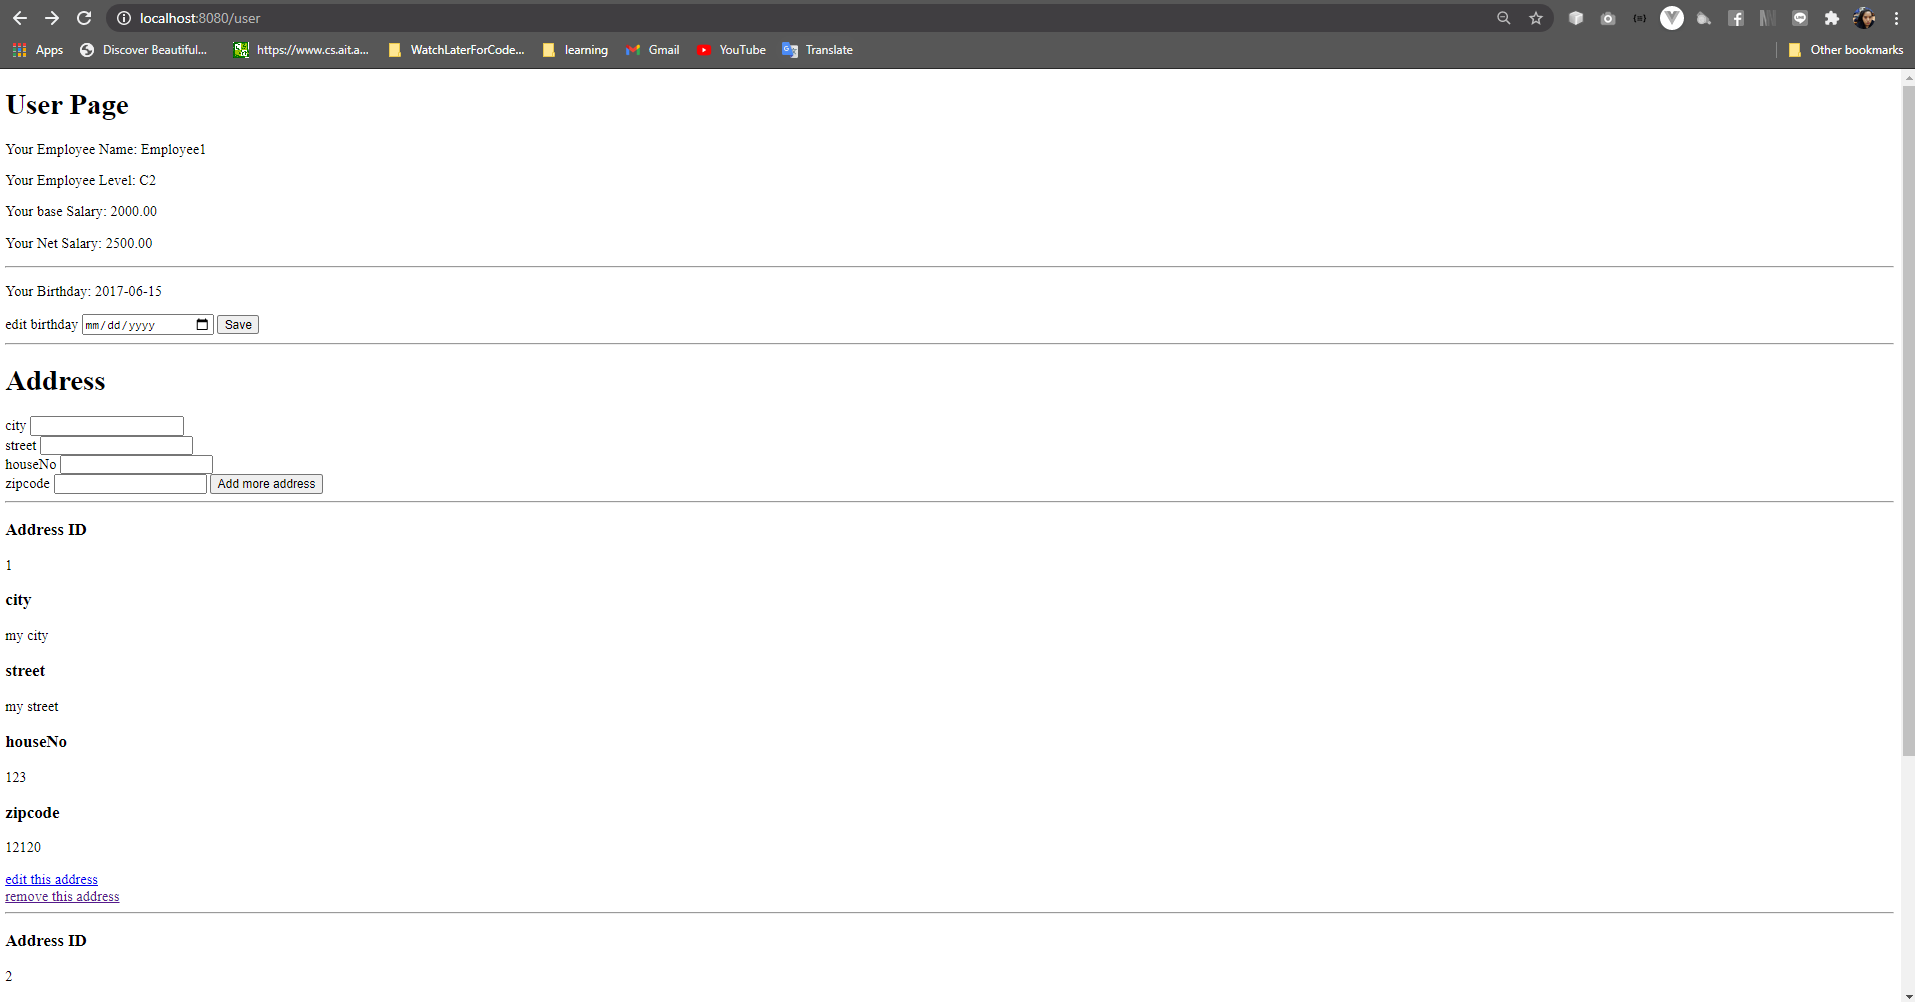 localhost:8080/user
Apps Discover Beautiful... https://www.cs.ait.a... WatchLaterForCode... learning Gmail YouTube Translate Other bookmarks
User Page
Your Employee Name: Employee1
Your Employee Level: C2
Your base Salary: 2000.00
Your Net Salary: 2500.00
Your Birthday: 2017-06-15
edit birthday mm/dd/yyyy Save
Address
city
street
houseNo
zipcode Add more address
Address ID
1
city
my city
street
my street
houseNo
123
zipcode
12120
edit this address
remove this address
Address ID
2